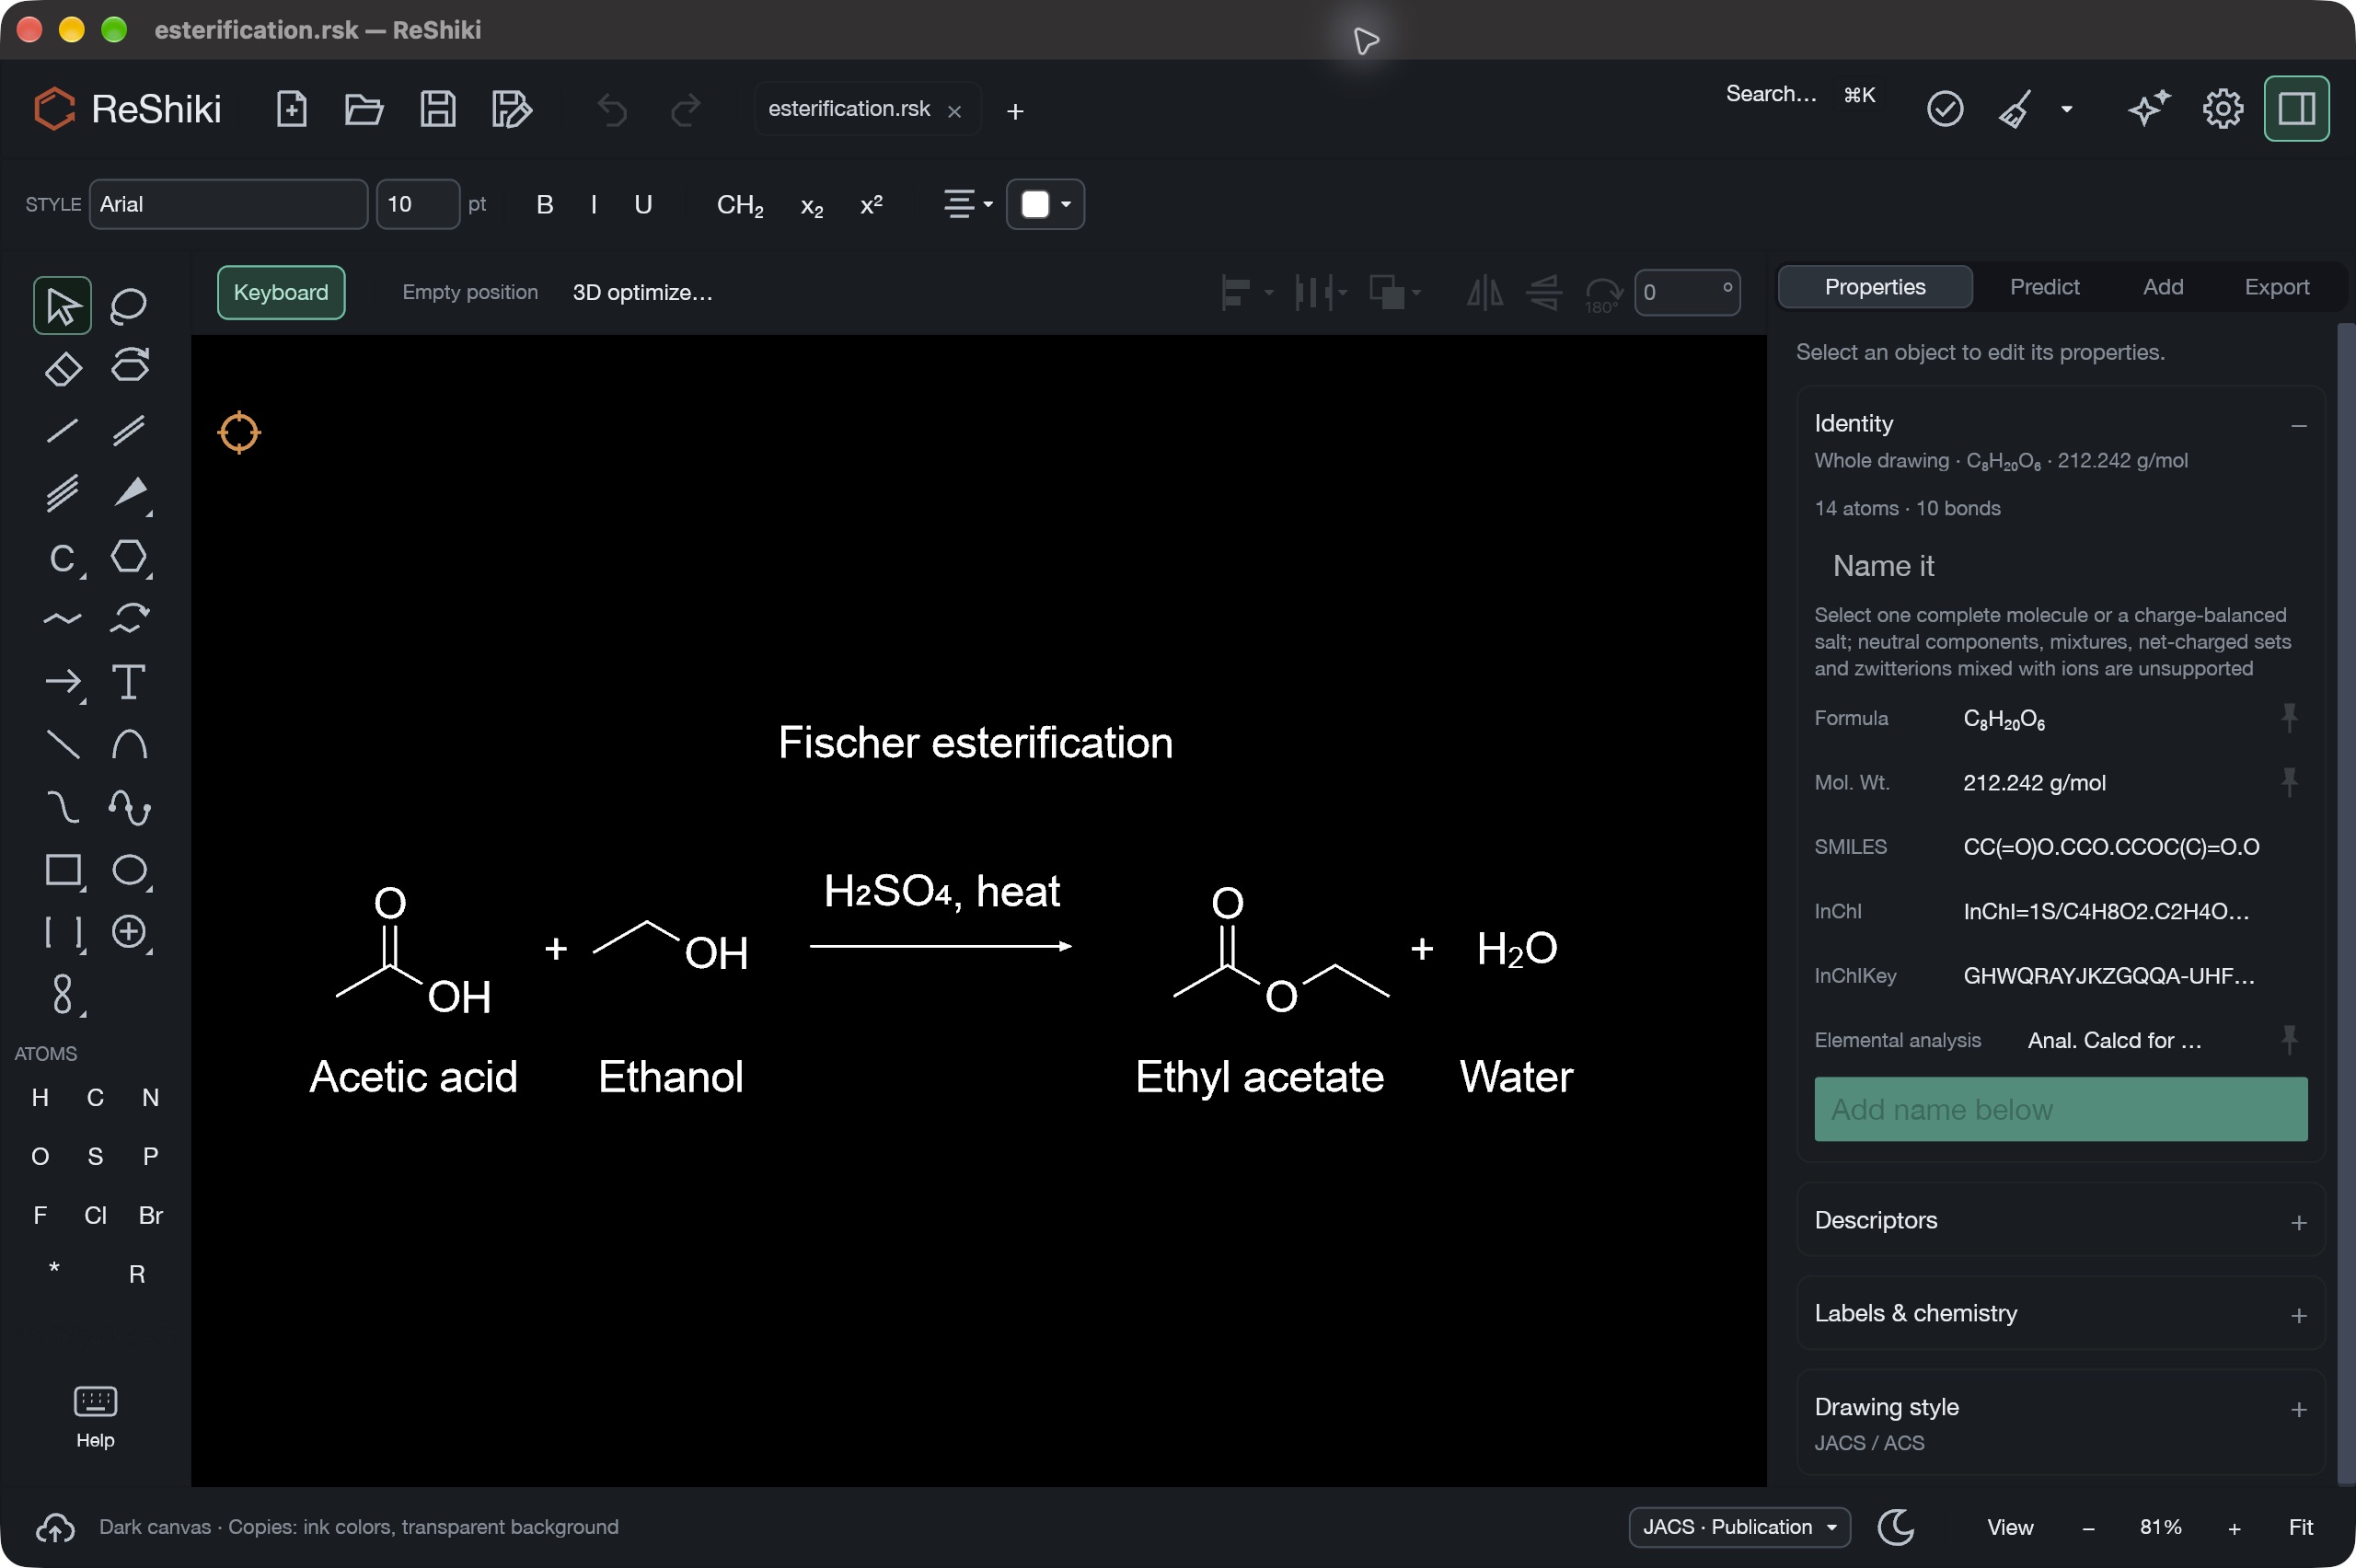 esterification.rsk — ReShiki
ReShiki
esterification.rsk × +
Search… ⌘K
STYLE Arial 10 pt B I U CH₂ x₂ x²
Keyboard Empty position 3D optimize…
180° 0 °
Properties Predict Add Export
Select an object to edit its properties.
Identity –
Whole drawing · C₈H₂₀O₆ · 212.242 g/mol
14 atoms · 10 bonds
Name it
Select one complete molecule or a charge-balanced
salt; neutral components, mixtures, net-charged sets
and zwitterions mixed with ions are unsupported
Formula C₈H₂₀O₆
Mol. Wt. 212.242 g/mol
SMILES CC(=O)O.CCO.CCOC(C)=O.O
InChI InChI=1S/C4H8O2.C2H4O…
InChIKey GHWQRAYJKZGQQA-UHF…
Elemental analysis Anal. Calcd for …
Add name below
Descriptors +
Labels & chemistry +
Drawing style +
JACS / ACS
C
T
[ ]
ATOMS
H C N
O S P
F Cl Br
* R
Help
Fischer esterification
H₂SO₄, heat
O O
+ OH + H₂O
OH O
Acetic acid Ethanol Ethyl acetate Water
Dark canvas · Copies: ink colors, transparent background
JACS · Publication View – 81% + Fit